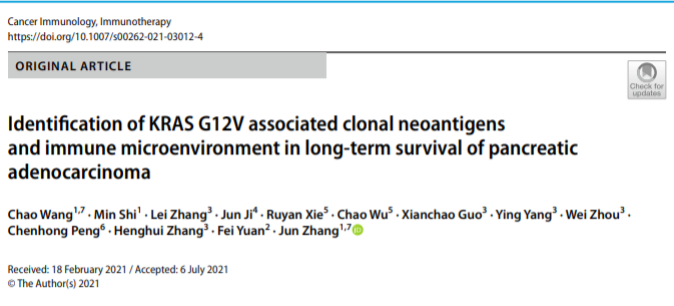 Cancer Immunology, Immunotherapy
https://doi.org/10.1007/s00262-021-03012-4
ORIGINAL ARTICLE
Check for
updates
Identification of KRAS G12V associated clonal neoantigens
and immune microenvironment in long-term survival of pancreatic
adenocarcinoma
Chao Wang1,7 · Min Shi1 · Lei Zhang3 · Jun Ji4 · Ruyan Xie5 · Chao Wu5 · Xianchao Guo3 · Ying Yang3 · Wei Zhou3 ·
Chenhong Peng6 · Henghui Zhang3 · Fei Yuan2 · Jun Zhang1,7
Received: 18 February 2021 / Accepted: 6 July 2021
© The Author(s) 2021